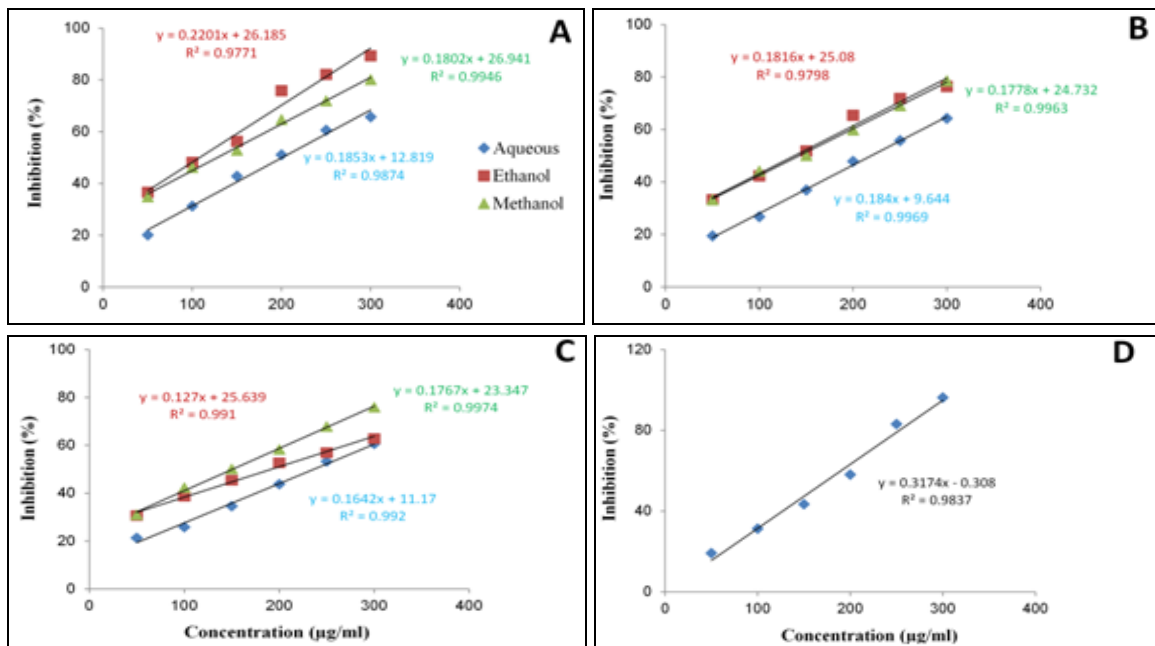 A
100
80
60
40
20
0
Inhibition (%)
y = 0.2201x + 26.185
R² = 0.9771
y = 0.1802x + 26.941
R² = 0.9946
y = 0.1853x + 12.819
R² = 0.9874
Aqueous
Ethanol
Methanol
0 100 200 300 400
B
100
80
60
40
20
0
Inhibition (%)
y = 0.1816x + 25.08
R² = 0.9798
y = 0.1778x + 24.732
R² = 0.9963
y = 0.184x + 9.644
R² = 0.9969
0 100 200 300 400
C
100
80
60
40
20
0
Inhibition (%)
y = 0.127x + 25.639
R² = 0.991
y = 0.1767x + 23.347
R² = 0.9974
y = 0.1642x + 11.17
R² = 0.992
0 100 200 300 400
Concentration (µg/ml)
D
120
80
40
0
Inhibition (%)
y = 0.3174x - 0.308
R² = 0.9837
0 100 200 300 400
Concentration (µg/ml)